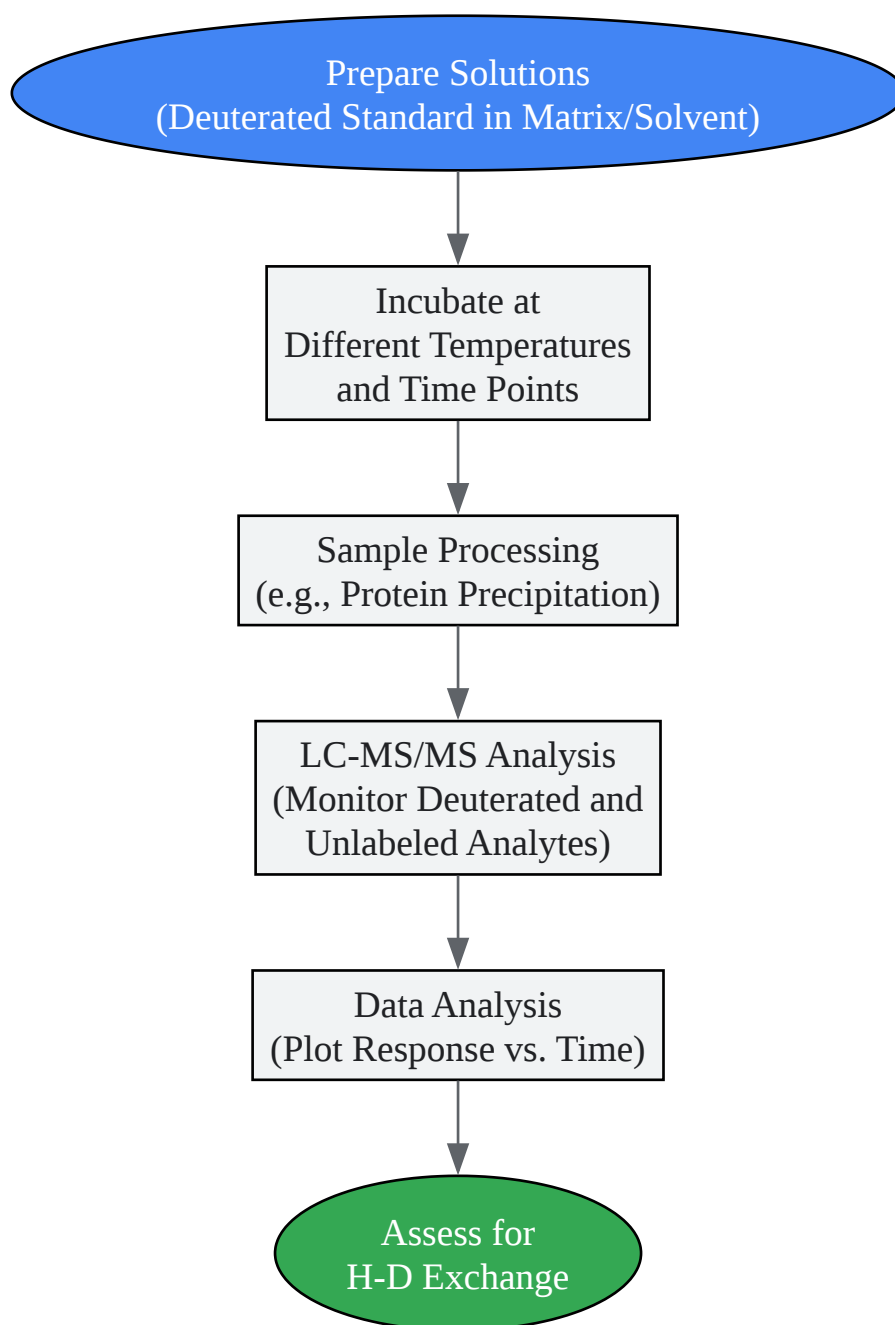 Prepare Solutions
(Deuterated Standard in Matrix/Solvent)
Incubate at
Different Temperatures
and Time Points
Sample Processing
(e.g., Protein Precipitation)
LC-MS/MS Analysis
(Monitor Deuterated and
Unlabeled Analytes)
Data Analysis
(Plot Response vs. Time)
Assess for
H-D Exchange